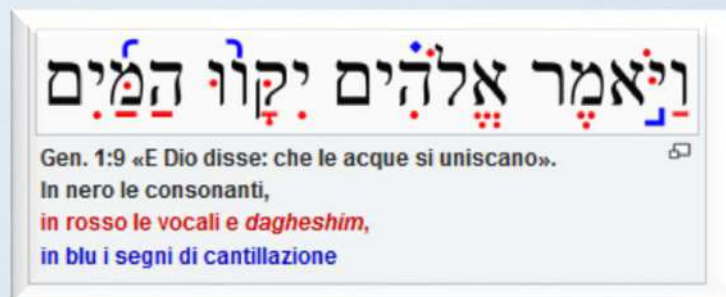 וַיֹּ֣אמֶר אֱלֹהִ֗ים יִקָּו֨וּ הַמַּ֜יִם
Gen. 1:9 «E Dio disse: che le acque si uniscano».
In nero le consonanti,
in rosso le vocali e dagheshim,
in blu i segni di cantillazione